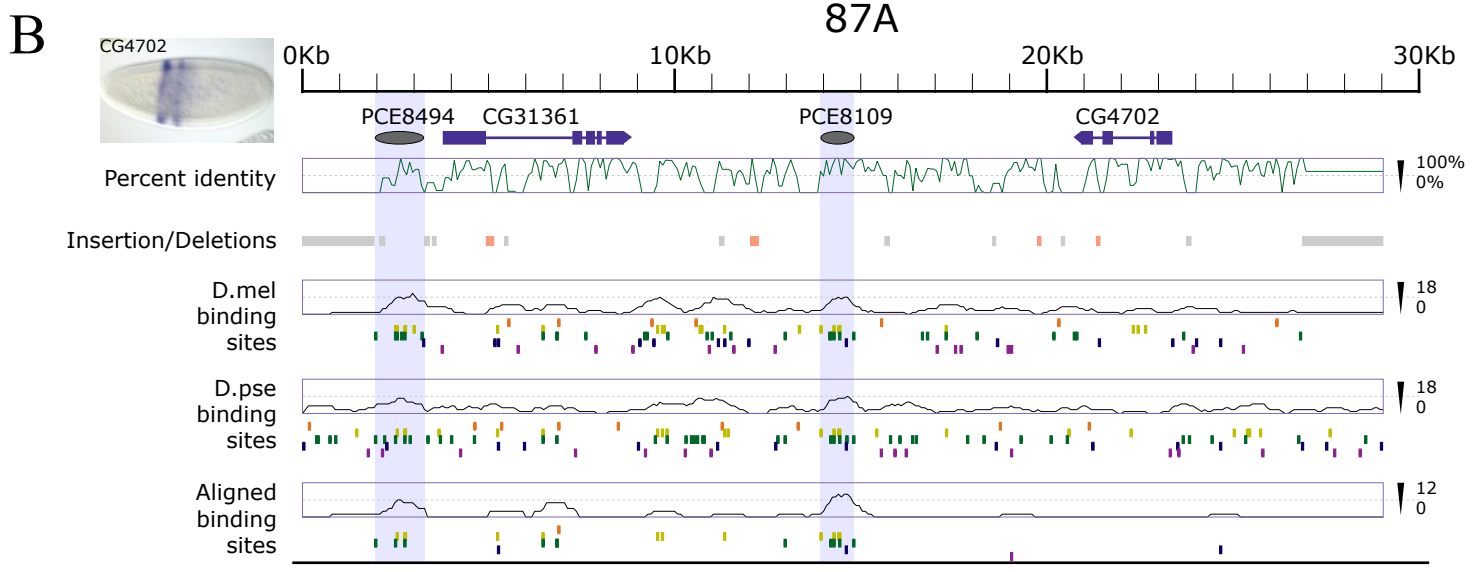 B
87A
CG4702
0Kb 10Kb 20Kb 30Kb
PCE8494 CG31361 PCE8109 CG4702
Percent identity
100%
0%
Insertion/Deletions
D.mel
binding
sites
18
0
D.pse
binding
sites
18
0
Aligned
binding
sites
12
0